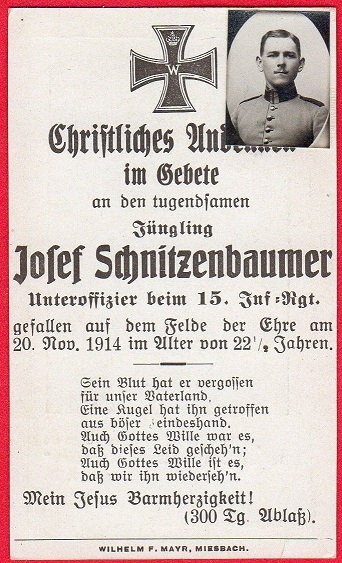 W
Christliches Andenken
im Gebete
an den tugendsamen
Jüngling
Josef Schnitzenbaumer
Unteroffizier beim 15. Inf=Rgt.
gefallen auf dem Felde der Ehre am
20. Nov. 1914 im Alter von 22½ Jahren.
Sein Blut hat er vergossen
für unser Vaterland,
Eine Kugel hat ihn getroffen
aus böser Feindeshand.
Auch Gottes Wille war es,
daß dieses Leid gescheh'n;
Auch Gottes Wille ist es,
daß wir ihn wiederseh'n.
Mein Jesus Barmherzigkeit!
(300 Tg. Ablaß).
WILHELM F. MAYR, MIESBACH.